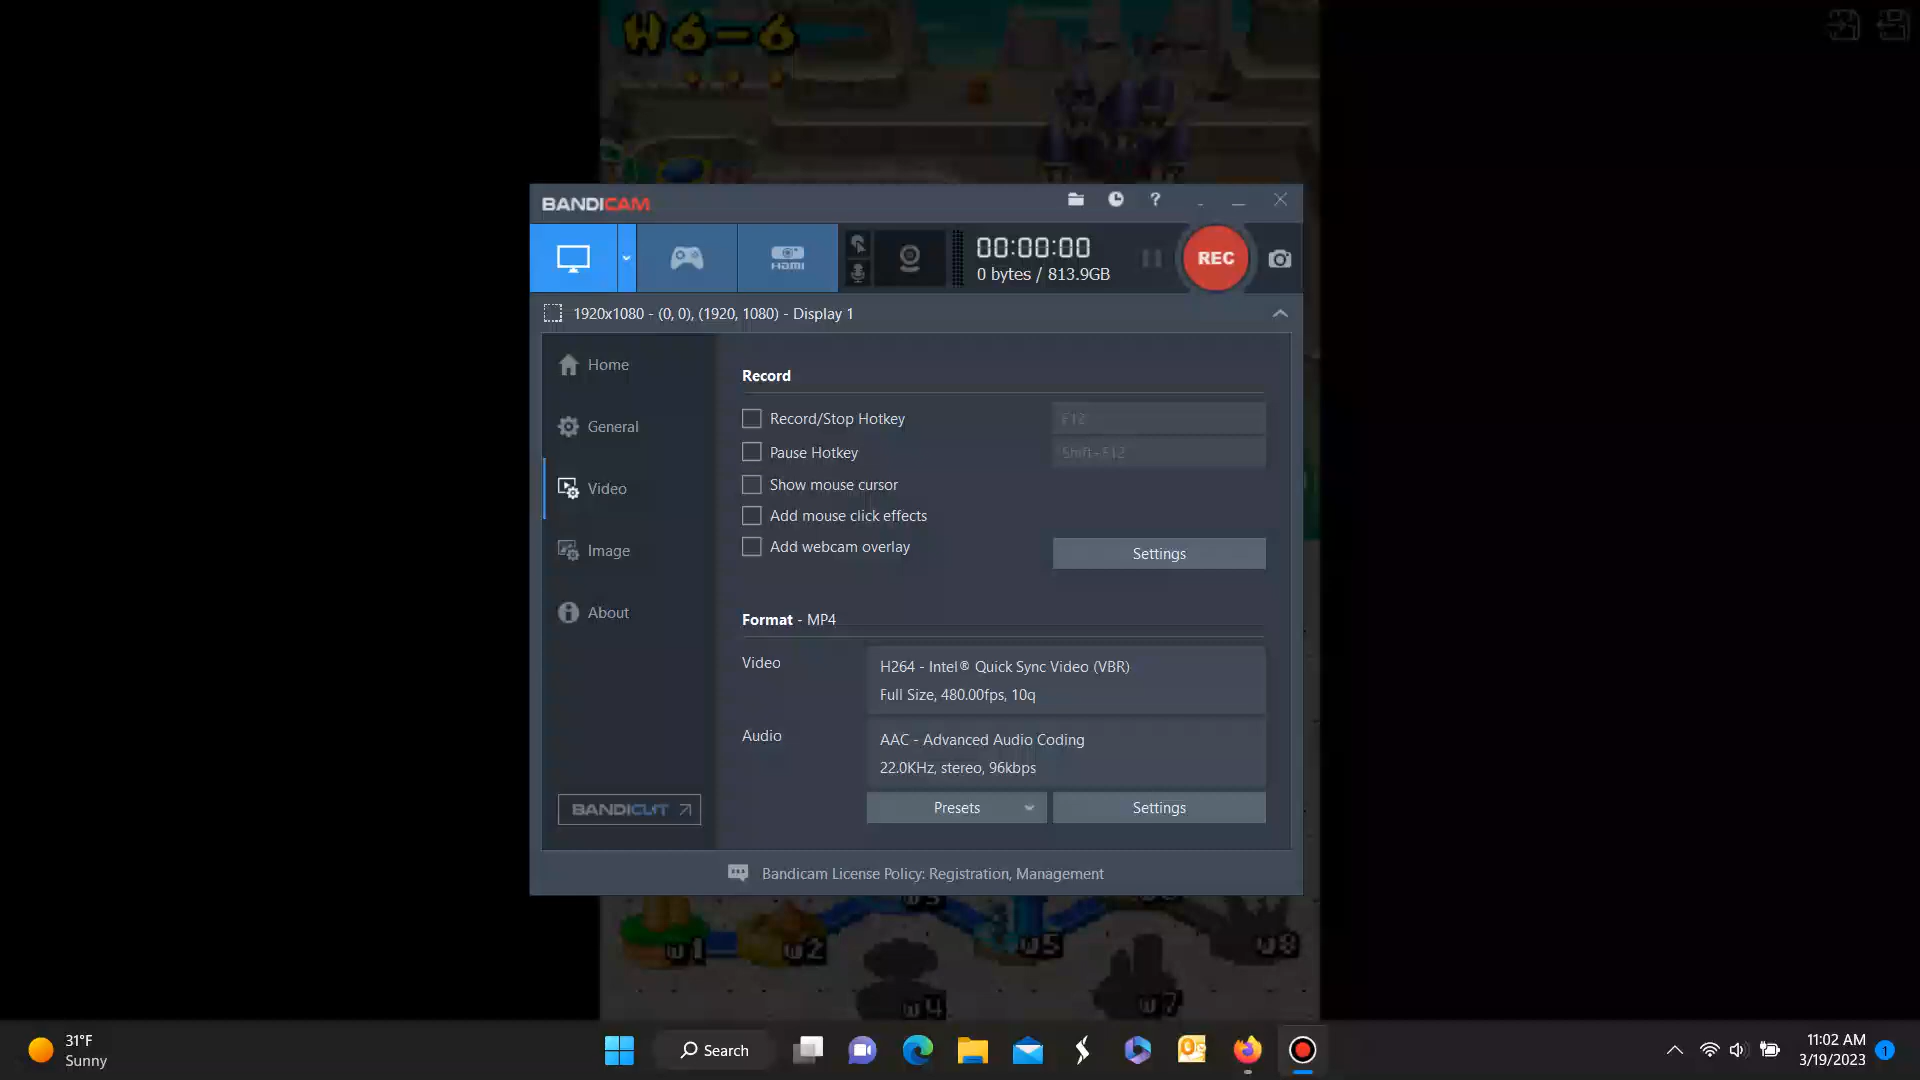 W6-6
BANDICAM
?
HDMI
00:00:00
0 bytes / 813.9GB
REC
1920x1080 - (0, 0), (1920, 1080) - Display 1
Home
General
Video
Image
About
BANDICUT
Record
Record/Stop Hotkey
F12
Pause Hotkey
Shift+F12
Show mouse cursor
Add mouse click effects
Add webcam overlay
Settings
Format - MP4
Video
H264 - Intel® Quick Sync Video (VBR)
Full Size, 480.00fps, 10q
Audio
AAC - Advanced Audio Coding
22.0KHz, stereo, 96kbps
Presets
Settings
Bandicam License Policy: Registration, Management
W1
W2
W3
W4
W5
W7
W8
31°F
Sunny
Search
11:02 AM
3/19/2023
1